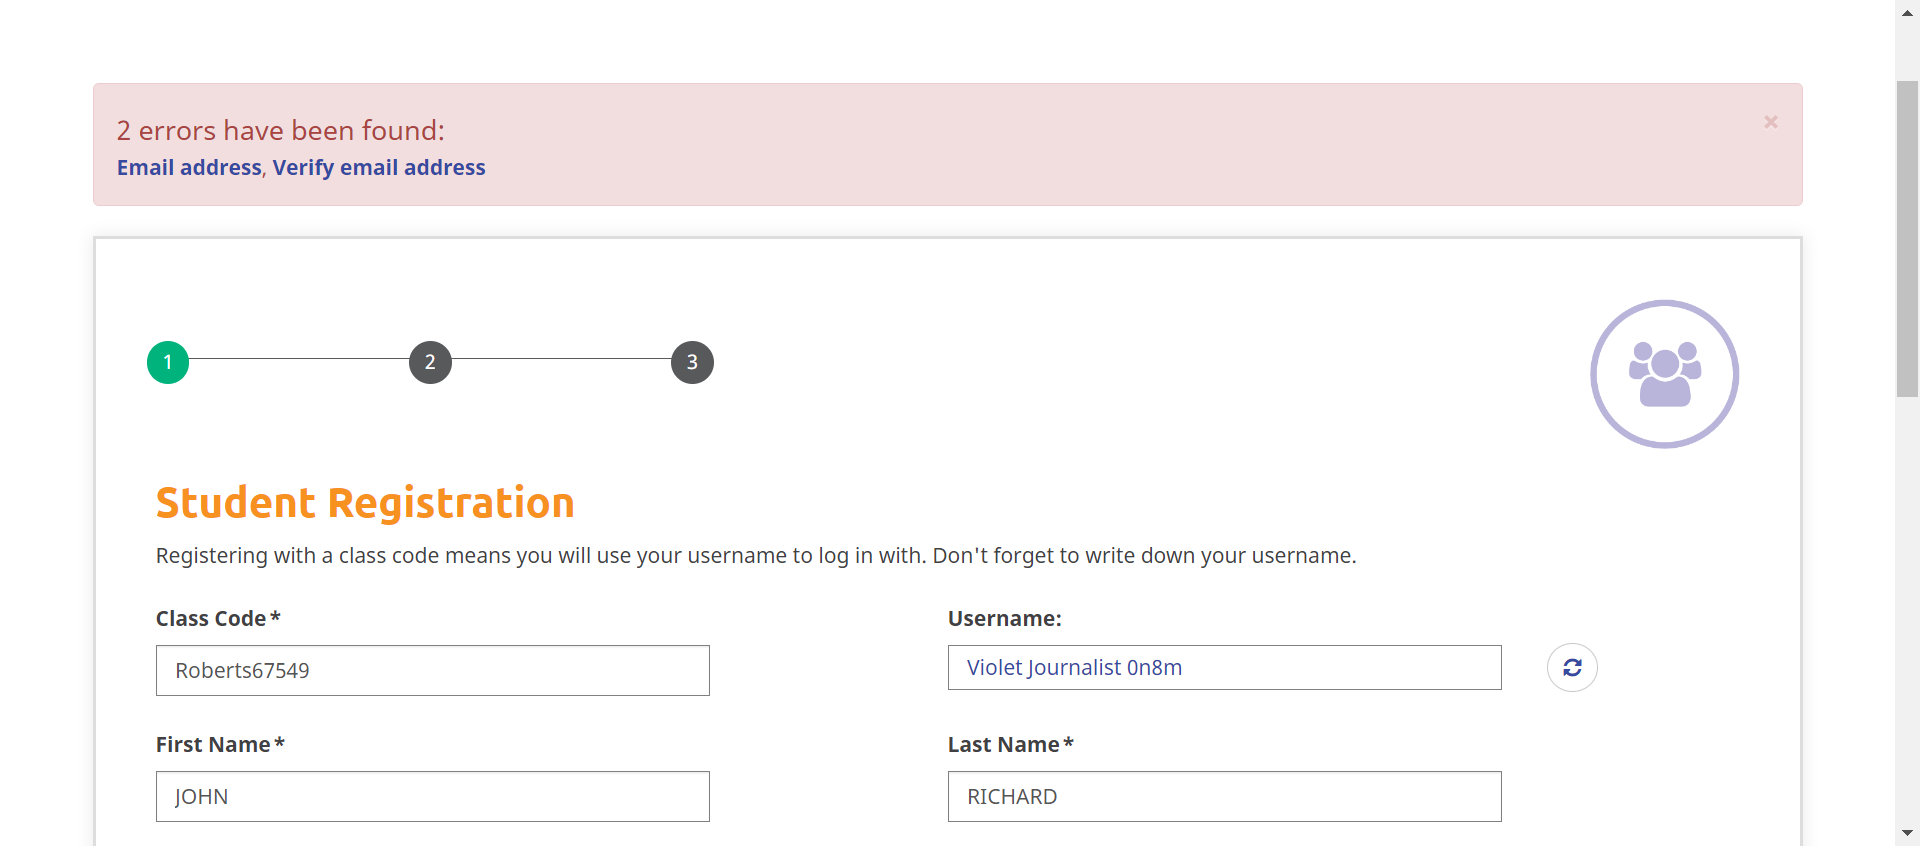 2 errors have been found:
Email address, Verify email address
1 2 3
Student Registration
Registering with a class code means you will use your username to log in with. Don't forget to write down your username.
Class Code*
Username:
Roberts67549
Violet Journalist 0n8m
First Name*
Last Name*
JOHN
RICHARD